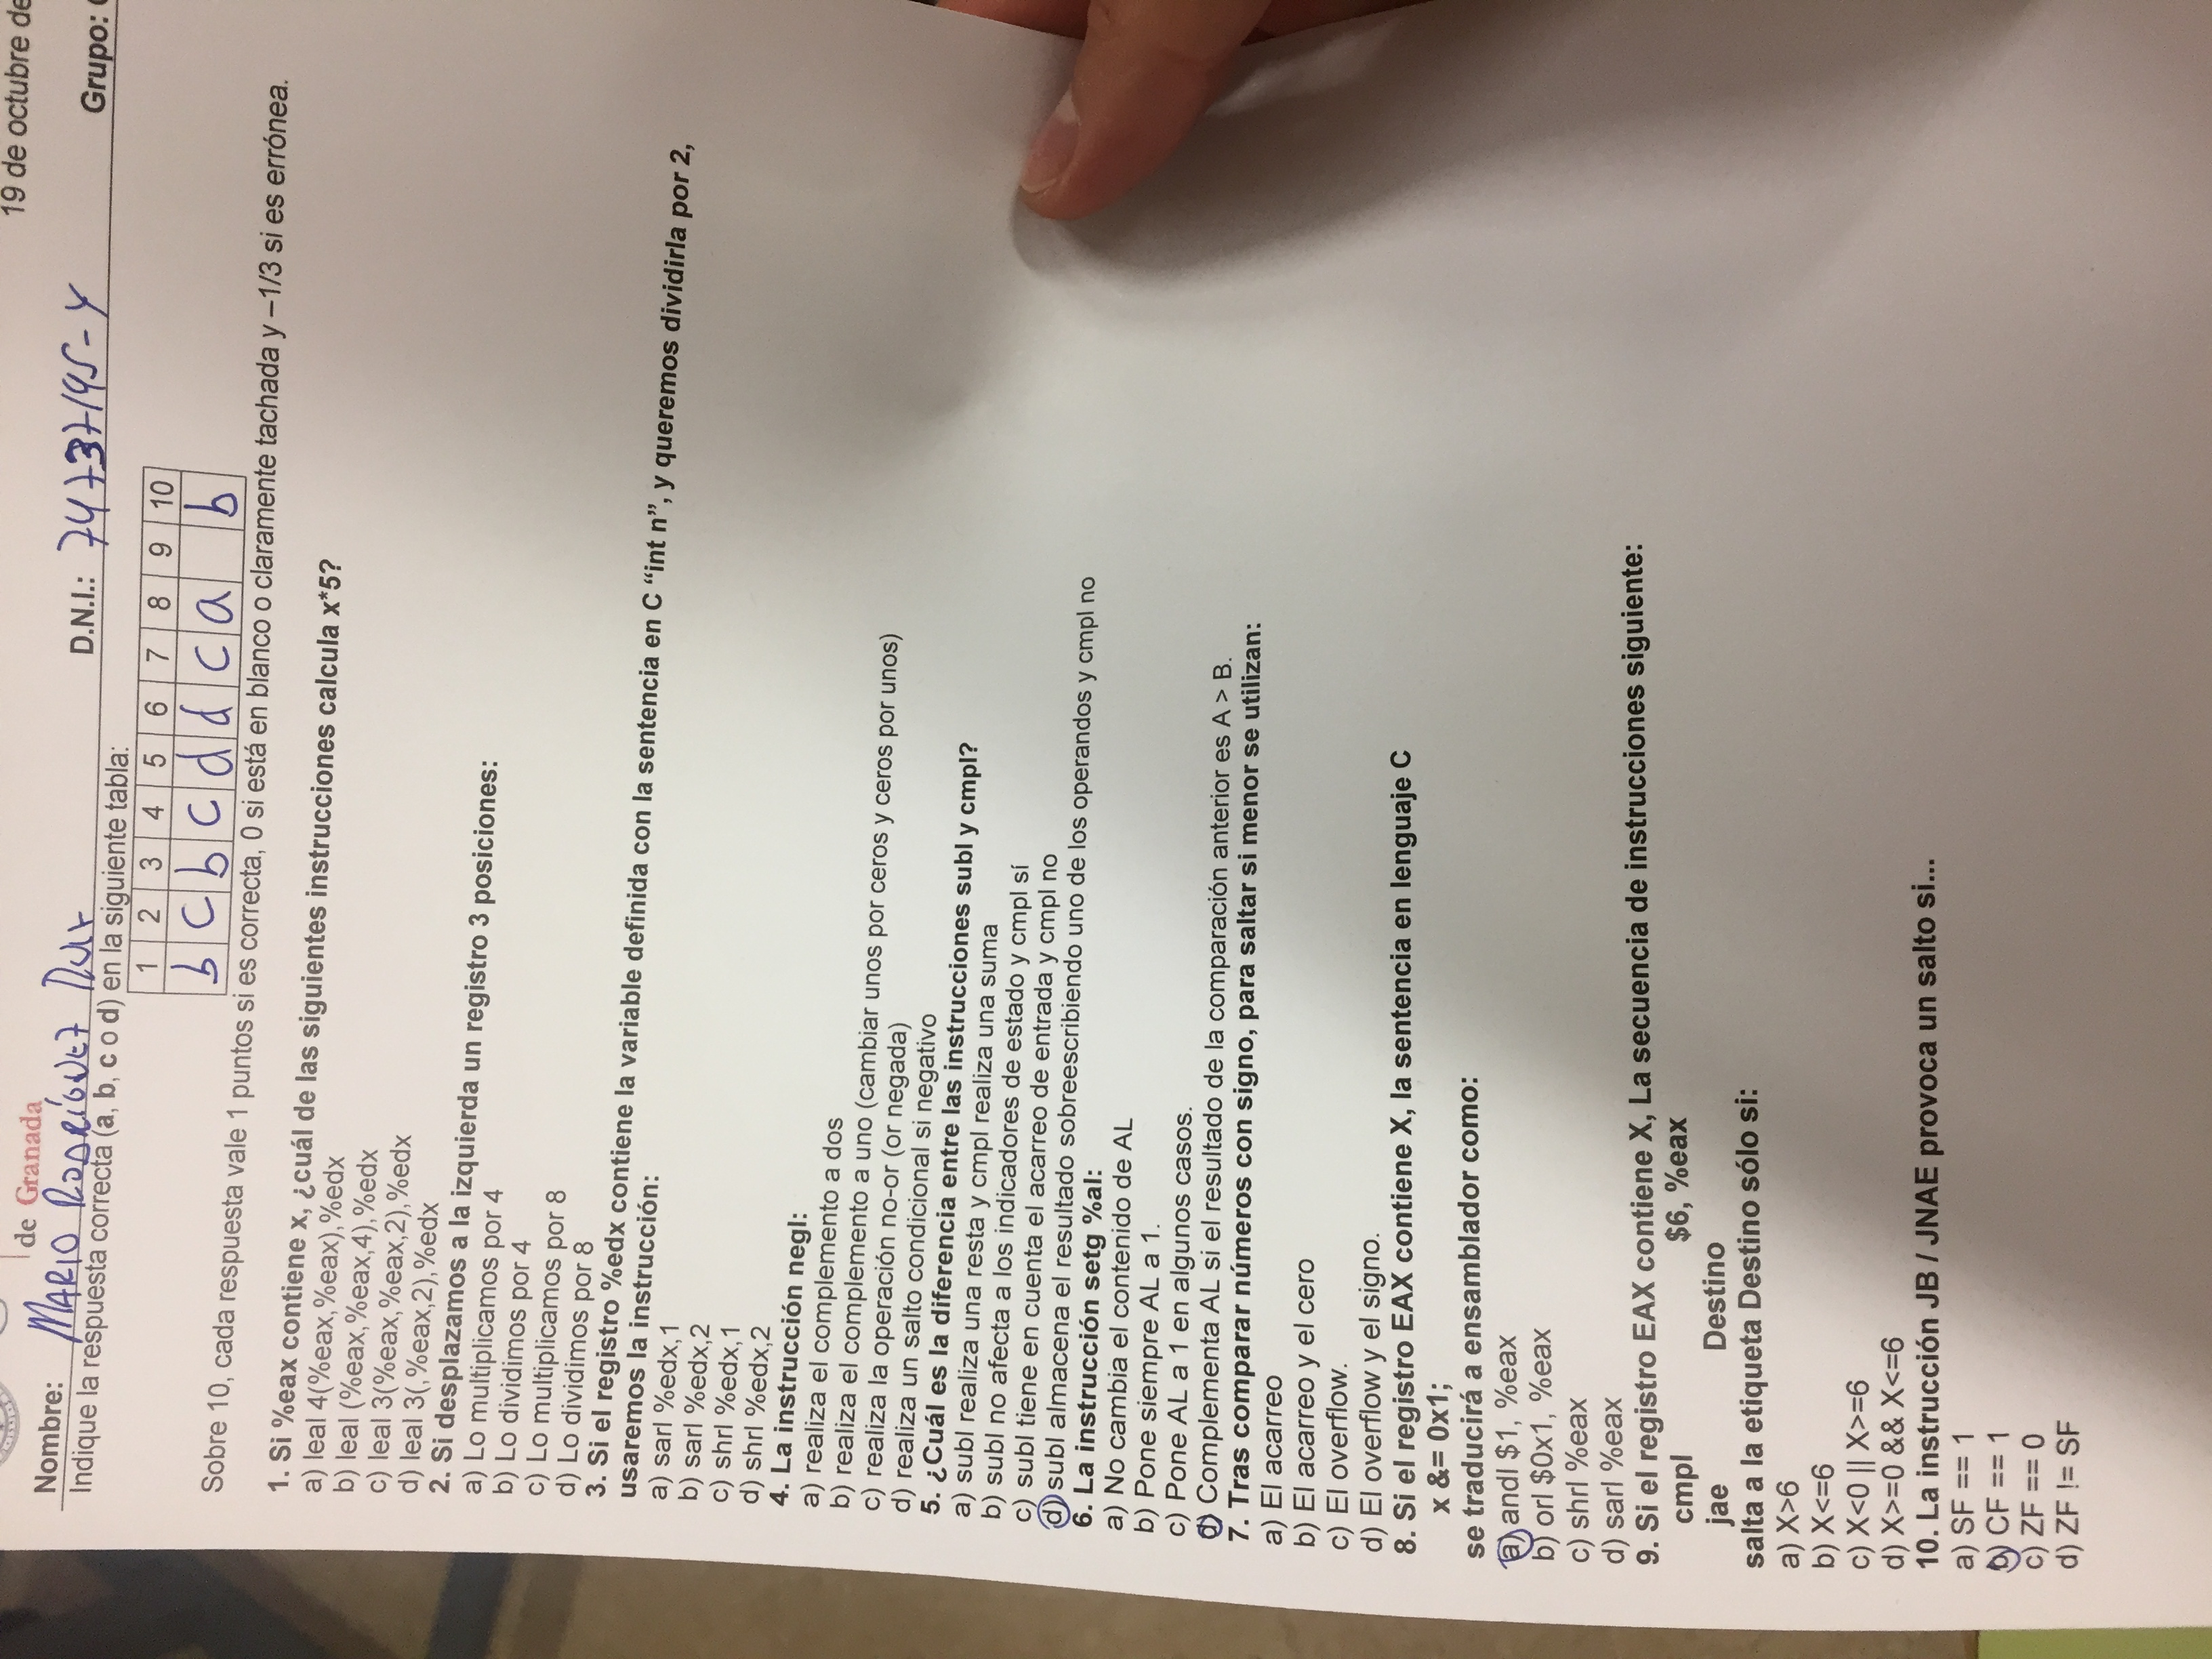 de Granada
19 de octubre de
Nombre: MARIO RODRÍGUEZ RUIZ D.N.I.: 74737195-Y Grupo:
Indique la respuesta correcta (a, b, c o d) en la siguiente tabla:
1 2 3 4 5 6 7 8 9 10
b c b c d d c a b
Sobre 10, cada respuesta vale 1 puntos si es correcta, 0 si está en blanco o claramente tachada y –1/3 si es errónea.
1. Si %eax contiene x, ¿cuál de las siguientes instrucciones calcula x*5?
a) leal 4(%eax,%eax),%edx
b) leal (%eax,%eax,4),%edx
c) leal 3(%eax,%eax,2),%edx
d) leal 3(,%eax,2),%edx
2. Si desplazamos a la izquierda un registro 3 posiciones:
a) Lo multiplicamos por 4
b) Lo dividimos por 4
c) Lo multiplicamos por 8
d) Lo dividimos por 8
3. Si el registro %edx contiene la variable definida con la sentencia en C “int n”, y queremos dividirla por 2,
usaremos la instrucción:
a) sarl %edx,1
b) sarl %edx,2
c) shrl %edx,1
d) shrl %edx,2
4. La instrucción negl:
a) realiza el complemento a dos
b) realiza el complemento a uno (cambiar unos por ceros y ceros por unos)
c) realiza la operación no-or (or negada)
d) realiza un salto condicional si negativo
5. ¿Cuál es la diferencia entre las instrucciones subl y cmpl?
a) subl realiza una resta y cmpl realiza una suma
b) subl no afecta a los indicadores de estado y cmpl sí
c) subl tiene en cuenta el acarreo de entrada y cmpl no
d) subl almacena el resultado sobreescribiendo uno de los operandos y cmpl no
6. La instrucción setg %al:
a) No cambia el contenido de AL
b) Pone siempre AL a 1.
c) Pone AL a 1 en algunos casos.
d) Complementa AL si el resultado de la comparación anterior es A > B.
7. Tras comparar números con signo, para saltar si menor se utilizan:
a) El acarreo
b) El acarreo y el cero
c) El overflow.
d) El overflow y el signo.
8. Si el registro EAX contiene X, la sentencia en lenguaje C
x &= 0x1;
se traducirá a ensamblador como:
a) andl $1, %eax
b) orl $0x1, %eax
c) shrl %eax
d) sarl %eax
9. Si el registro EAX contiene X, La secuencia de instrucciones siguiente:
cmpl $6, %eax
jae Destino
salta a la etiqueta Destino sólo si:
a) X>6
b) X<=6
c) X<0 || X>=6
d) X>=0 && X<=6
10. La instrucción JB / JNAE provoca un salto si...
a) SF == 1
b) CF == 1
c) ZF == 0
d) ZF != SF